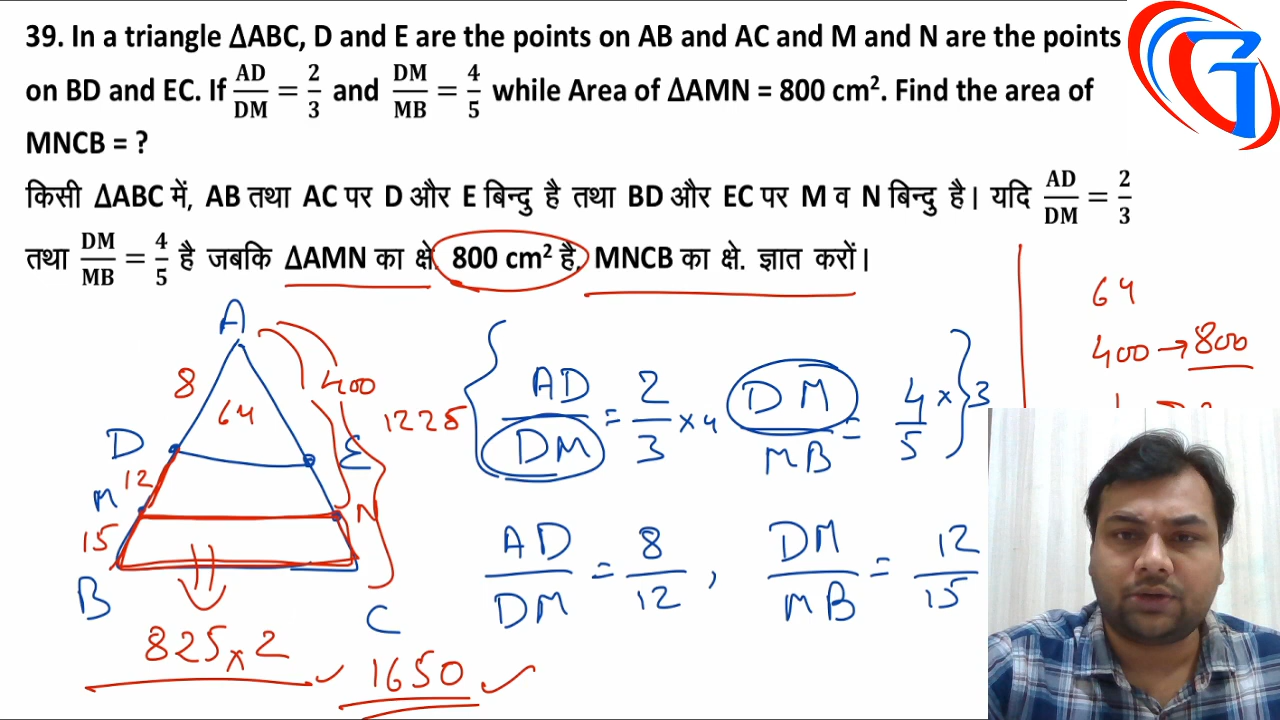 39. In a triangle ΔABC, D and E are the points on AB and AC and M and N are the points
on BD and EC. If AD/DM = 2/3 and DM/MB = 4/5 while Area of ΔAMN = 800 cm². Find the area of
MNCB = ?
किसी ΔABC में, AB तथा AC पर D और E बिन्दु है तथा BD और EC पर M व N बिन्दु है। यदि AD/DM = 2/3
तथा DM/MB = 4/5 है जबकि ΔAMN का क्षे. 800 cm² है, MNCB का क्षे. ज्ञात करों।
64
400 → 800
A
8
64
400
1225
D
E
12
M
N
15
B
C
825 x 2
1650
AD/DM = 2/3 x 4
DM/MB = 4/5 x 3
AD/DM = 8/12 , DM/MB = 12/15
G